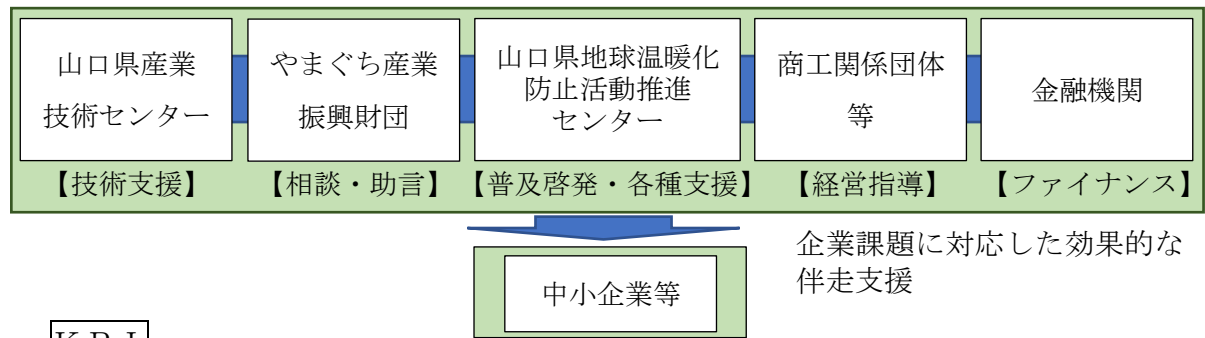 山口県産業
技術センター
やまぐち産業
振興財団
山口県地球温暖化
防止活動推進
センター
商工関係団体
等
金融機関
【技術支援】
【相談・助言】
【普及啓発・各種支援】
【経営指導】
【ファイナンス】
企業課題に対応した効果的な
伴走支援
中小企業等
ＫＰＩ